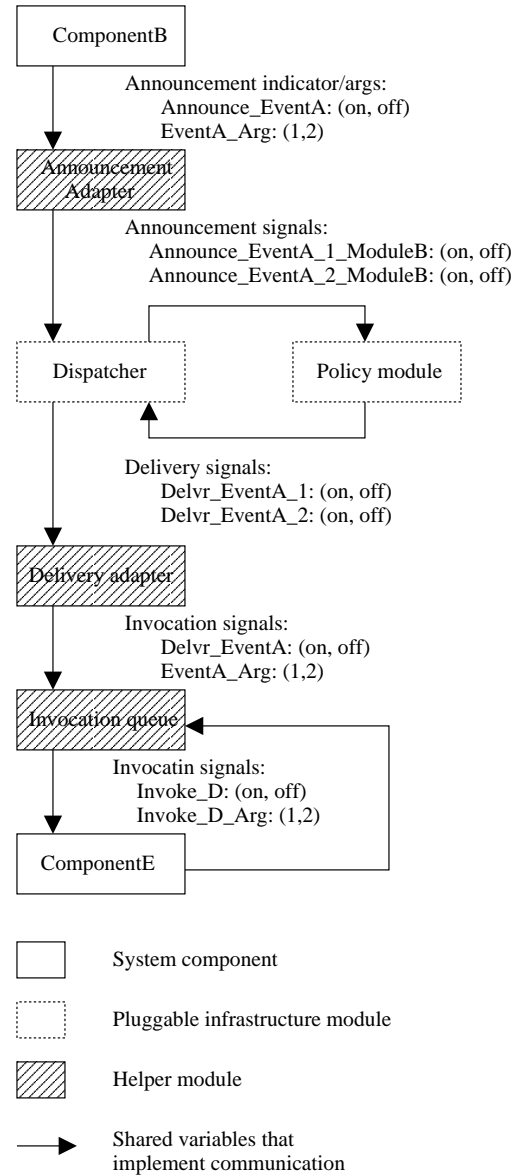 ComponentB
Announcement indicator/args:
Announce_EventA: (on, off)
EventA_Arg: (1,2)
Announcement
Adapter
Announcement signals:
Announce_EventA_1_ModuleB: (on, off)
Announce_EventA_2_ModuleB: (on, off)
Dispatcher
Policy module
Delivery signals:
Delvr_EventA_1: (on, off)
Delvr_EventA_2: (on, off)
Delivery adapter
Invocation signals:
Delvr_EventA: (on, off)
EventA_Arg: (1,2)
Invocation queue
Invocatin signals:
Invoke_D: (on, off)
Invoke_D_Arg: (1,2)
ComponentE
System component
Pluggable infrastructure module
Helper module
Shared variables that
implement communication